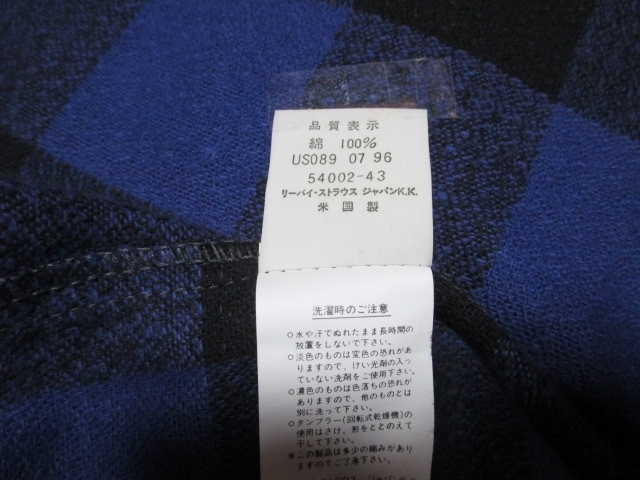 品質表示
綿 100%
US089 07 96
54002-43
リーバイ・ストラウス ジャパンK.K.
米国製
洗濯時のご注意
○水や汗でぬれたまま長時間の
放置をしないで下さい。
○淡色のものは変色の恐れがあ
りますので、けい光剤の入っ
ていない洗剤をご使用下さい。
○濃色のものは色落ちの恐れが
ありますので、他のものとは
別に洗って下さい。
○タンブラー(回転式乾燥機)の
使用はさけ、形をととのえて
干して下さい。
※この製品は多少の縮みがあり
ますのでご了承下さい。